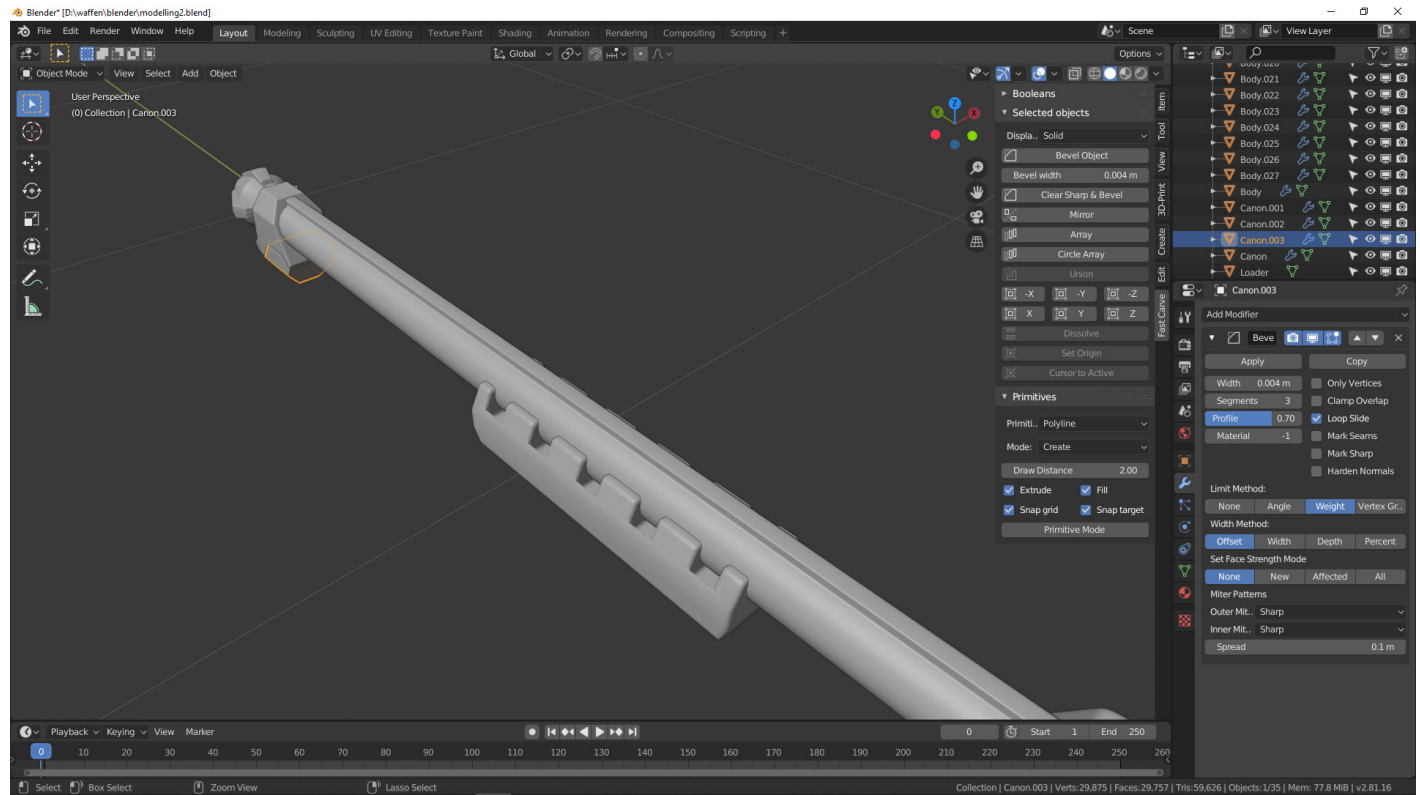 Blender* [D:\waffen\blender\modelling2.blend]
File Edit Render Window Help Layout Modeling Sculpting UV Editing Texture Paint Shading Animation Rendering Compositing Scripting + Scene View Layer
Global Options
Object Mode View Select Add Object
User Perspective
(0) Collection | Canon.003
Z
Y
X
Booleans
Selected objects
Displa.. Solid
Bevel Object
Bevel width 0.004 m
Clear Sharp & Bevel
Mirror
Array
Circle Array
Union
-X -Y -Z
X Y Z
Dissolve
Set Origin
Cursor to Active
Primitives
Primiti.. Polyline
Mode: Create
Draw Distance 2.00
Extrude Fill
Snap grid Snap target
Primitive Mode
Item
Tool
View
3D-Print
Create
Edit
Fast Carve
Body.020
Body.021
Body.022
Body.023
Body.024
Body.025
Body.026
Body.027
Body
Canon.001
Canon.002
Canon.003
Canon
Loader
Canon.003
Add Modifier
Beve
Apply Copy
Width 0.004 m Only Vertices
Segments 3 Clamp Overlap
Profile 0.70 Loop Slide
Material -1 Mark Seams
Mark Sharp
Harden Normals
Limit Method:
None Angle Weight Vertex Gr..
Width Method:
Offset Width Depth Percent
Set Face Strength Mode
None New Affected All
Miter Patterns
Outer Mit.. Sharp
Inner Mit.. Sharp
Spread 0.1 m
Playback Keying View Marker 0 Start 1 End 250
0 10 20 30 40 50 60 70 80 90 100 110 120 130 140 150 160 170 180 190 200 210 220 230 240 250 260
Select Box Select Zoom View Lasso Select Collection | Canon.003 | Verts:29,875 | Faces:29,757 | Tris:59,626 | Objects:1/35 | Mem: 77.8 MiB | v2.81.16